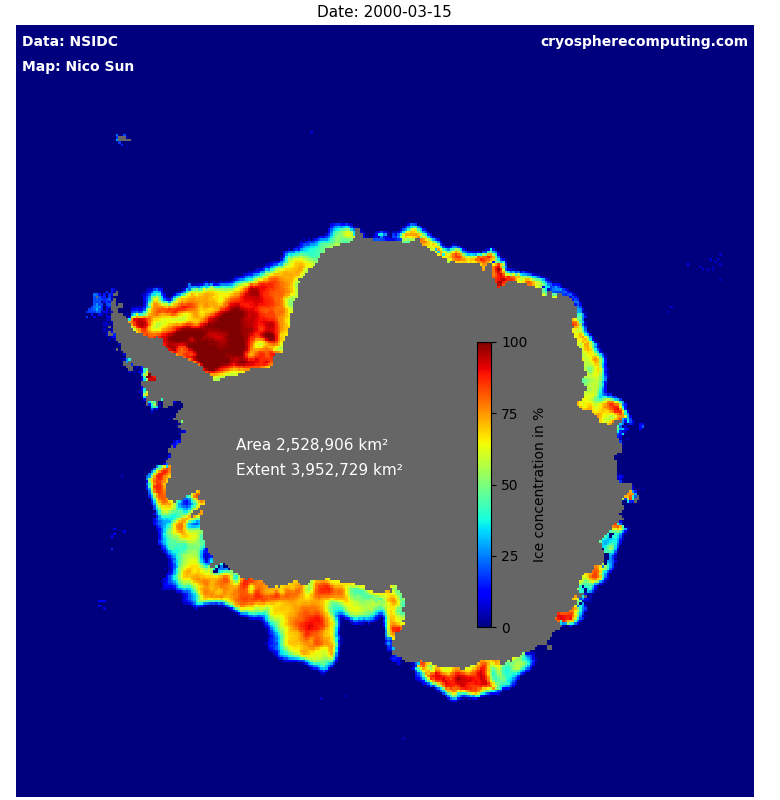 Date: 2000-03-15
Data: NSIDC
cryospherecomputing.com
Map: Nico Sun
100
75
Area 2,528,906 km²
Extent 3,952,729 km²
50
25
0
Ice concentration in %